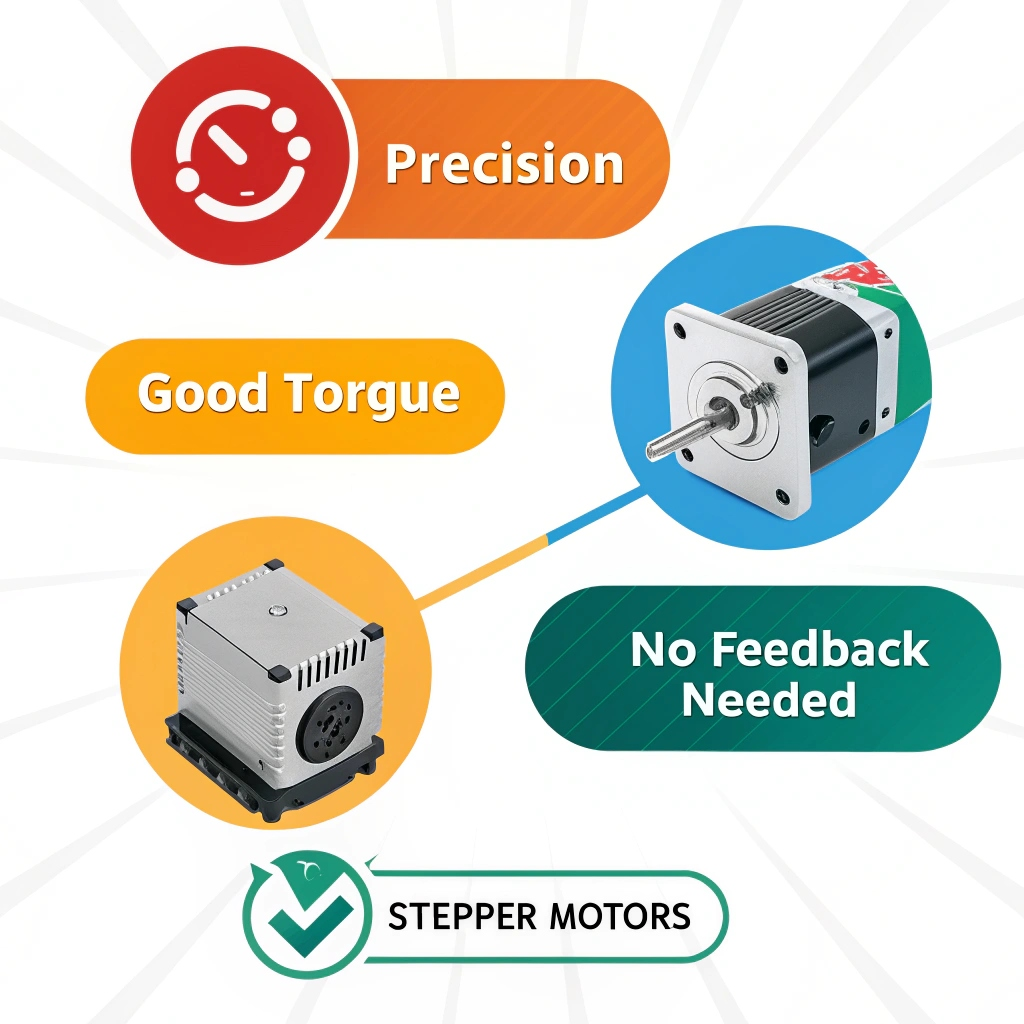 Precision
Good Torgue
No Feedback
Needed
STEPPER MOTORS